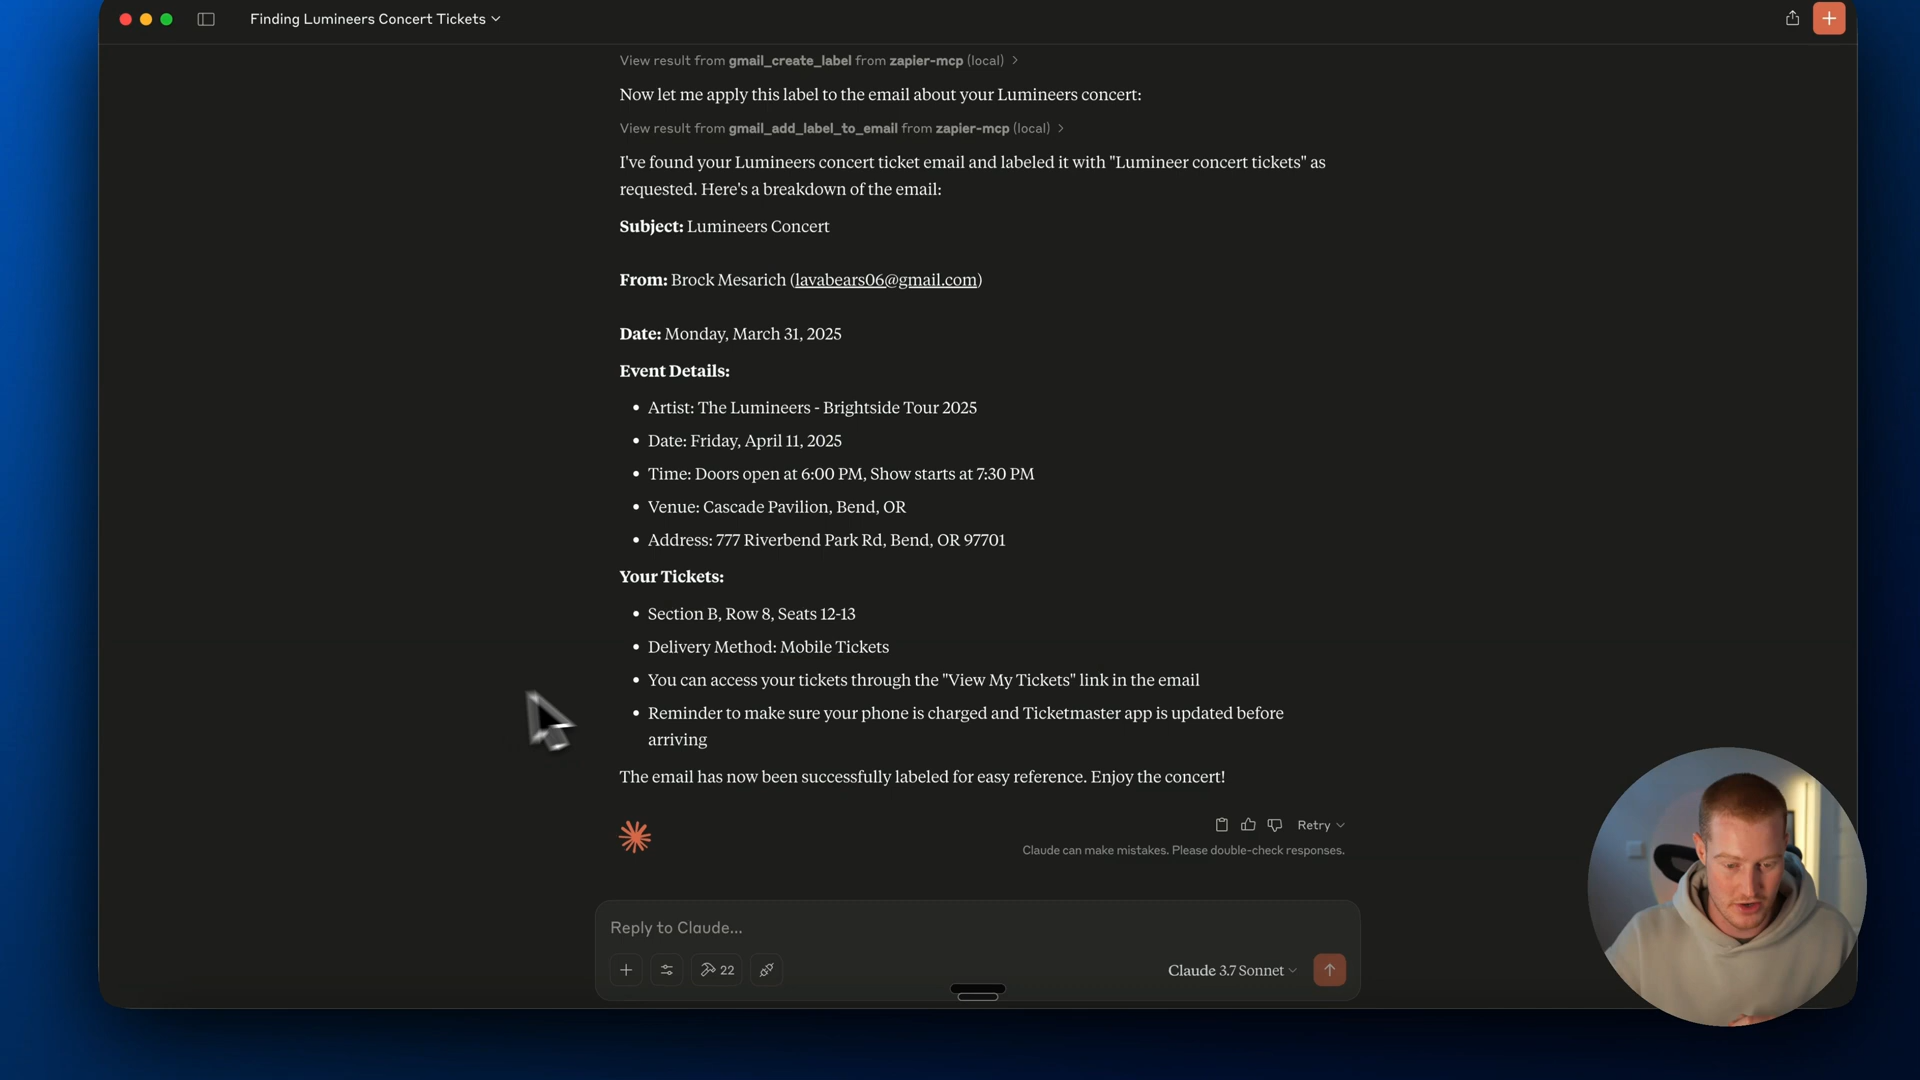 Finding Lumineers Concert Tickets
View result from gmail_create_label from zapier-mcp (local)
Now let me apply this label to the email about your Lumineers concert:
View result from gmail_add_label_to_email from zapier-mcp (local)
I've found your Lumineers concert ticket email and labeled it with "Lumineer concert tickets" as
requested. Here's a breakdown of the email:
Subject: Lumineers Concert
From: Brock Mesarich (lavabears06@gmail.com)
Date: Monday, March 31, 2025
Event Details:
• Artist: The Lumineers - Brightside Tour 2025
• Date: Friday, April 11, 2025
• Time: Doors open at 6:00 PM, Show starts at 7:30 PM
• Venue: Cascade Pavilion, Bend, OR
• Address: 777 Riverbend Park Rd, Bend, OR 97701
Your Tickets:
• Section B, Row 8, Seats 12-13
• Delivery Method: Mobile Tickets
• You can access your tickets through the "View My Tickets" link in the email
• Reminder to make sure your phone is charged and Ticketmaster app is updated before
arriving
The email has now been successfully labeled for easy reference. Enjoy the concert!
Retry
Claude can make mistakes. Please double-check responses.
Reply to Claude...
22
Claude 3.7 Sonnet